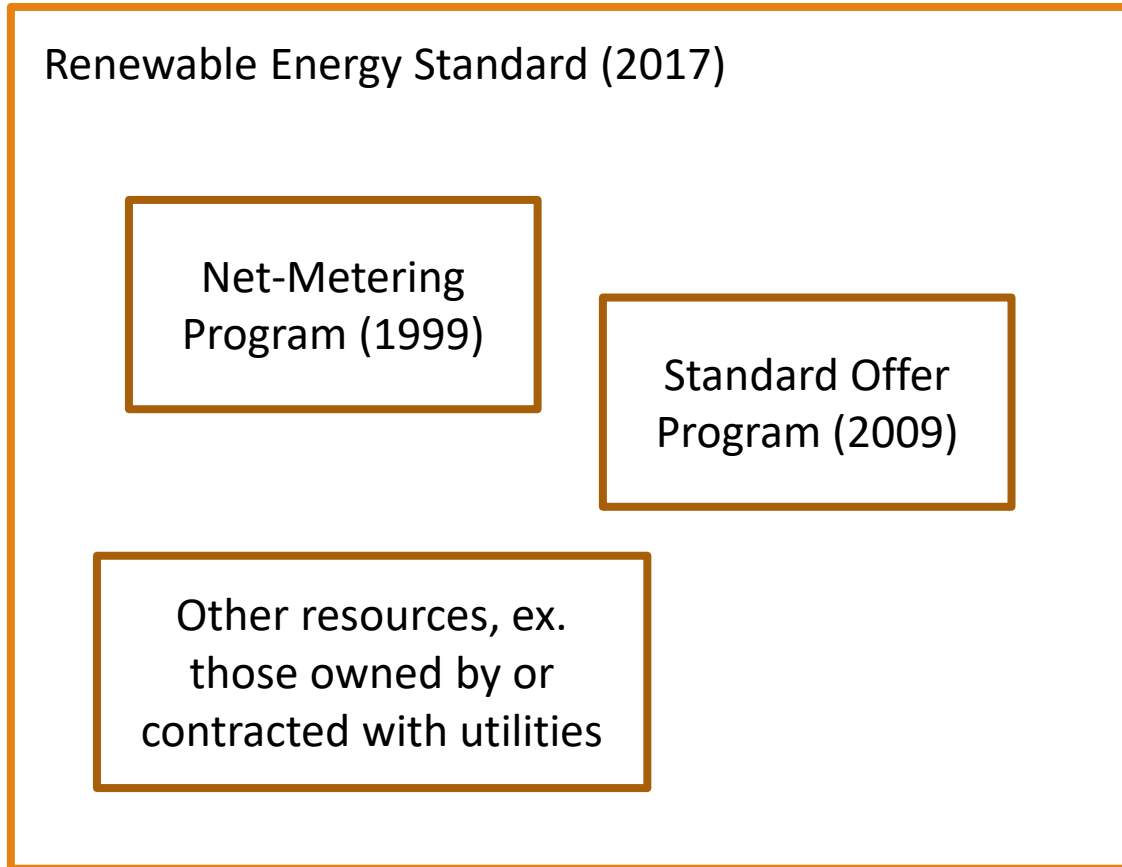 Renewable Energy Standard (2017)
Net-Metering
Program (1999)
Standard Offer
Program (2009)
Other resources, ex.
those owned by or
contracted with utilities